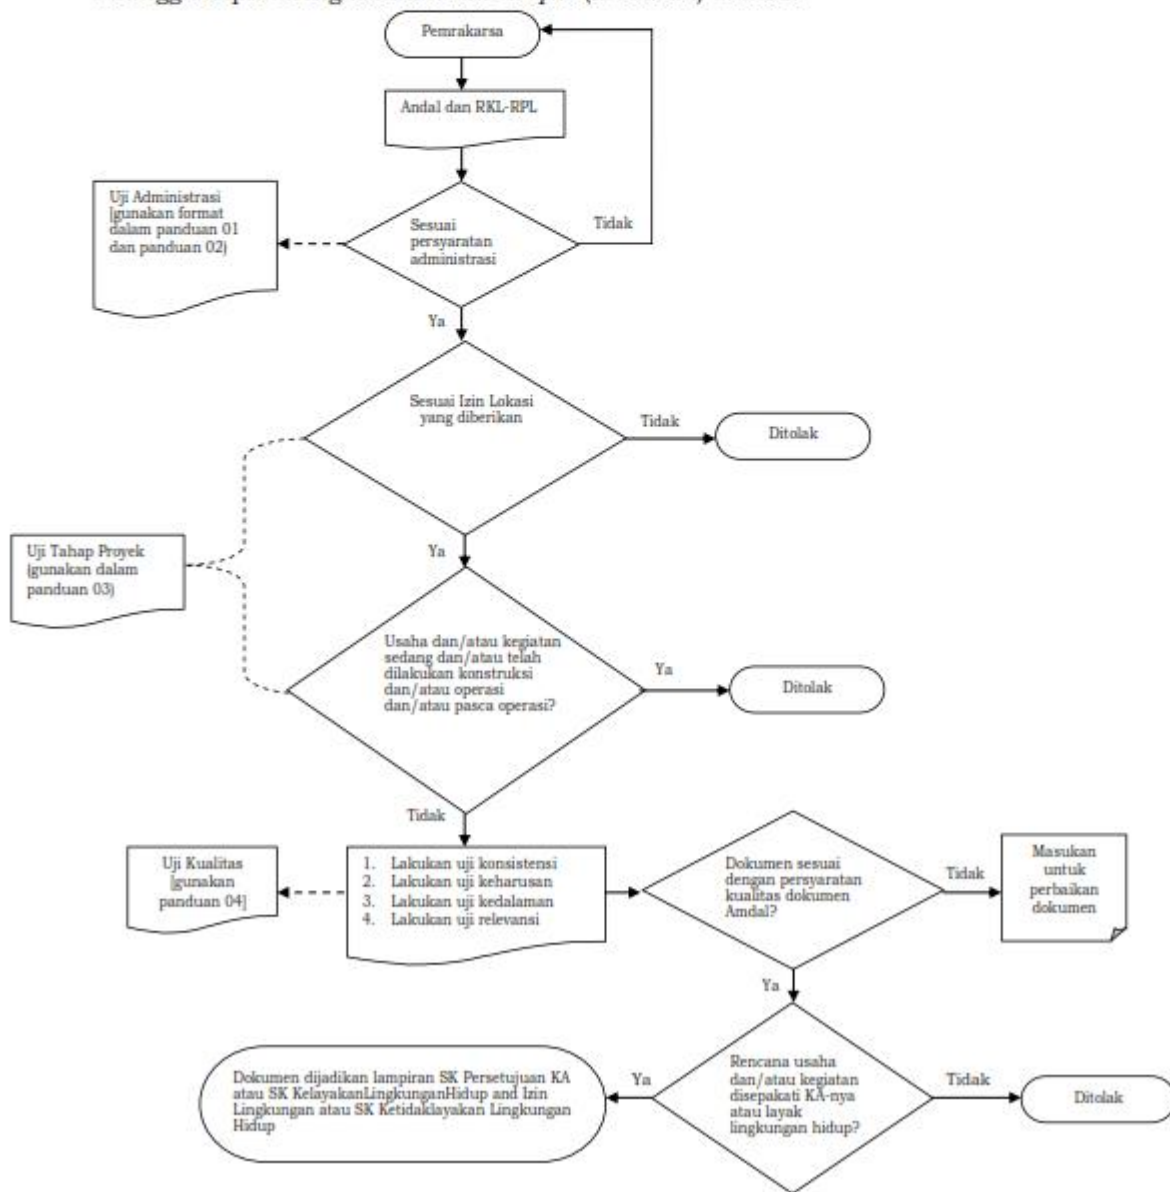 Pemrakarsa
Andal dan RKL-RPL
Uji Administrasi
[gunakan format
dalam panduan 01
dan panduan 02)
Sesuai
persyaratan
administrasi
Tidak
Ya
Sesuai Izin Lokasi
yang diberikan
Tidak
Ditolak
Ya
Uji Tahap Proyek
(gunakan dalam
panduan 03)
Usaha dan/atau kegiatan
sedang dan/atau telah
dilakukan konstruksi
dan/atau operasi
dan/atau pasca operasi?
Ya
Ditolak
Tidak
Uji Kualitas
[gunakan
panduan 04]
1. Lakukan uji konsistensi
2. Lakukan uji keharusan
3. Lakukan uji kedalaman
4. Lakukan uji relevansi
Dokumen sesuai
dengan persyaratan
kualitas dokumen
Amdal?
Tidak
Masukan
untuk
perbaikan
dokumen
Ya
Rencana usaha
dan/atau kegiatan
disepakati KA-nya
atau layak
lingkungan hidup?
Tidak
Ditolak
Ya
Dokumen dijadikan lampiran SK Persetujuan KA
atau SK KelayakanLingkunganHidup and Izin
Lingkungan atau SK Ketidaklayakan Lingkungan
Hidup